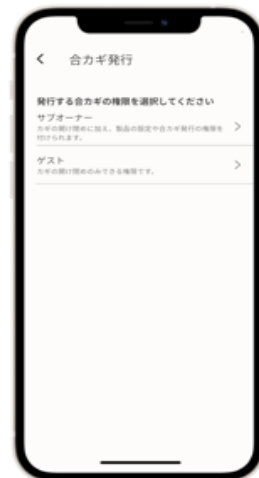 合カギ発行
発行する合カギの権限を選択してください
サブオーナー
カギの開け閉めに加え、製品の設定や合カギ発行の権限を
付けられます。
ゲスト
カギの開け閉めのみできる権限です。